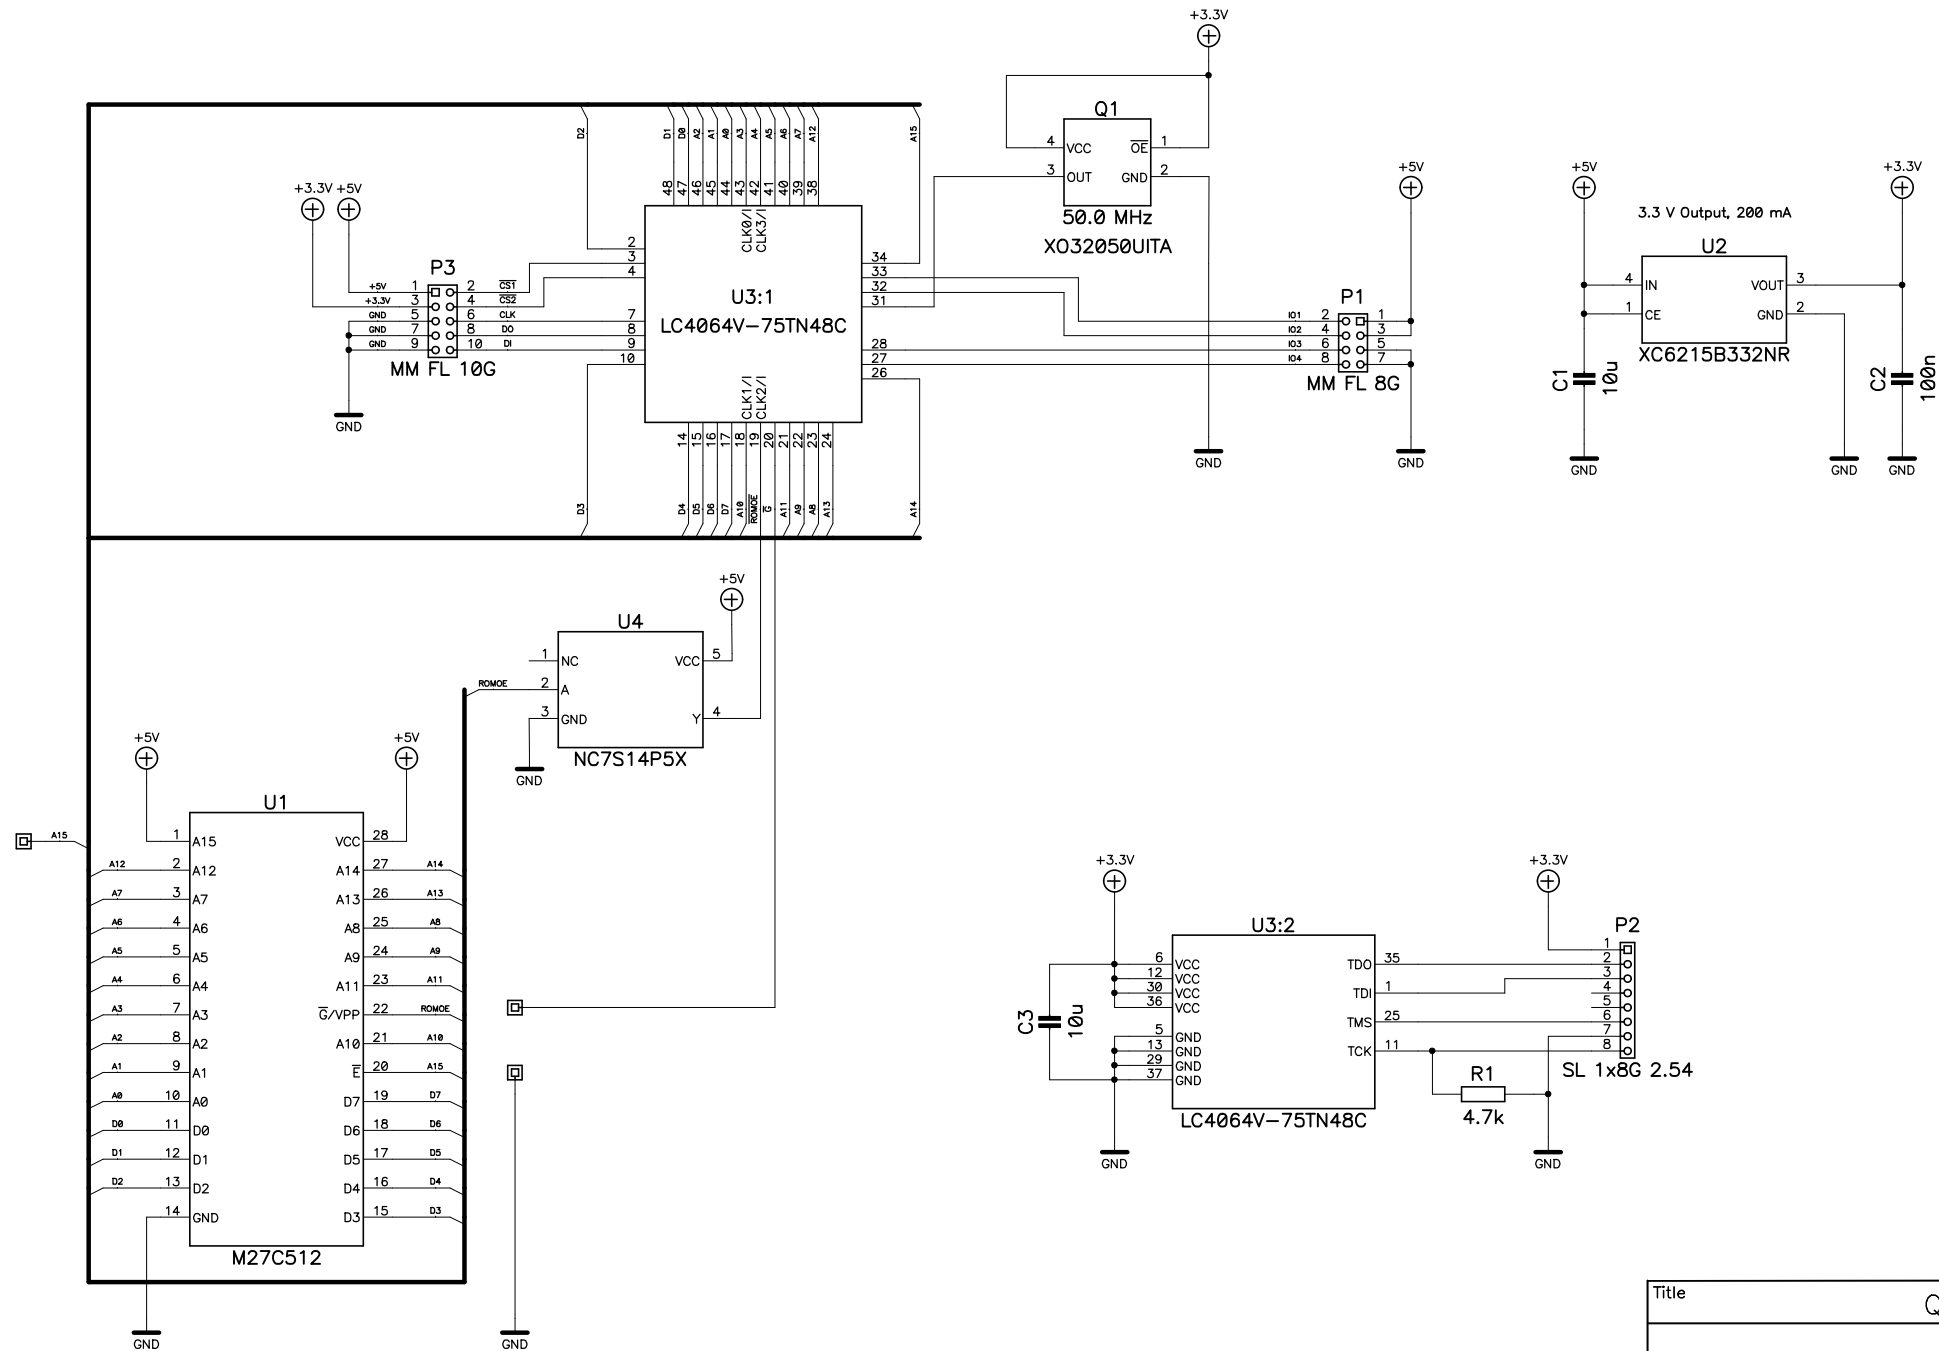 +3.3V
+3.3V +5V
P3
+5V 1 2 CS1
+3.3V 3 4 CS2
GND 5 6 CLK
GND 7 8 DO
GND 9 10 DI
MM FL 10G
GND
D2 D1 D0 A2 A1 A0 A3 A4 A5 A6 A7 A12 A15
48 47 46 45 44 43 42 41 40 39 38
CLK0/I CLK3/I
2 3 4 7 8 9 10
U3:1
LC4064V-75TN48C
34 33 32 31 28 27 26
CLK1/I CLK2/I
14 15 16 17 18 19 20 21 22 23 24
D3 D4 D5 D6 D7 A10 ROMOE G A11 A9 A8 A13 A14
Q1
4 VCC OE 1
3 OUT GND 2
50.0 MHz
XO32050UITA
GND
+5V
P1
IO1 2 1
IO2 4 3
IO3 6 5
IO4 8 7
MM FL 8G
GND
+5V
+3.3V
3.3 V Output, 200 mA
U2
4 IN VOUT 3
1 CE GND 2
XC6215B332NR
C1 10u
C2 100n
GND
GND
GND
+5V
U4
1 NC VCC 5
ROMOE 2 A
3 GND Y 4
NC7S14P5X
GND
+5V
+5V
U1
A15
1 A15 VCC 28
A12 2 A12 A14 27 A14
A7 3 A7 A13 26 A13
A6 4 A6 A8 25 A8
A5 5 A5 A9 24 A9
A4 6 A4 A11 23 A11
A3 7 A3 G/VPP 22 ROMOE
A2 8 A2 A10 21 A10
A1 9 A1 E 20 A15
A0 10 A0 D7 19 D7
D0 11 D0 D6 18 D6
D1 12 D1 D5 17 D5
D2 13 D2 D4 16 D4
14 GND D3 15 D3
M27C512
GND
GND
+3.3V
+3.3V
U3:2
6 VCC
12 VCC
30 VCC
36 VCC
5 GND
13 GND
29 GND
37 GND
TDO 35
TDI 1
TMS 25
TCK 11
LC4064V-75TN48C
C3 10u
GND
P2
1
2
3
4
5
6
7
8
SL 1x8G 2.54
R1
4.7k
GND
Title
Q